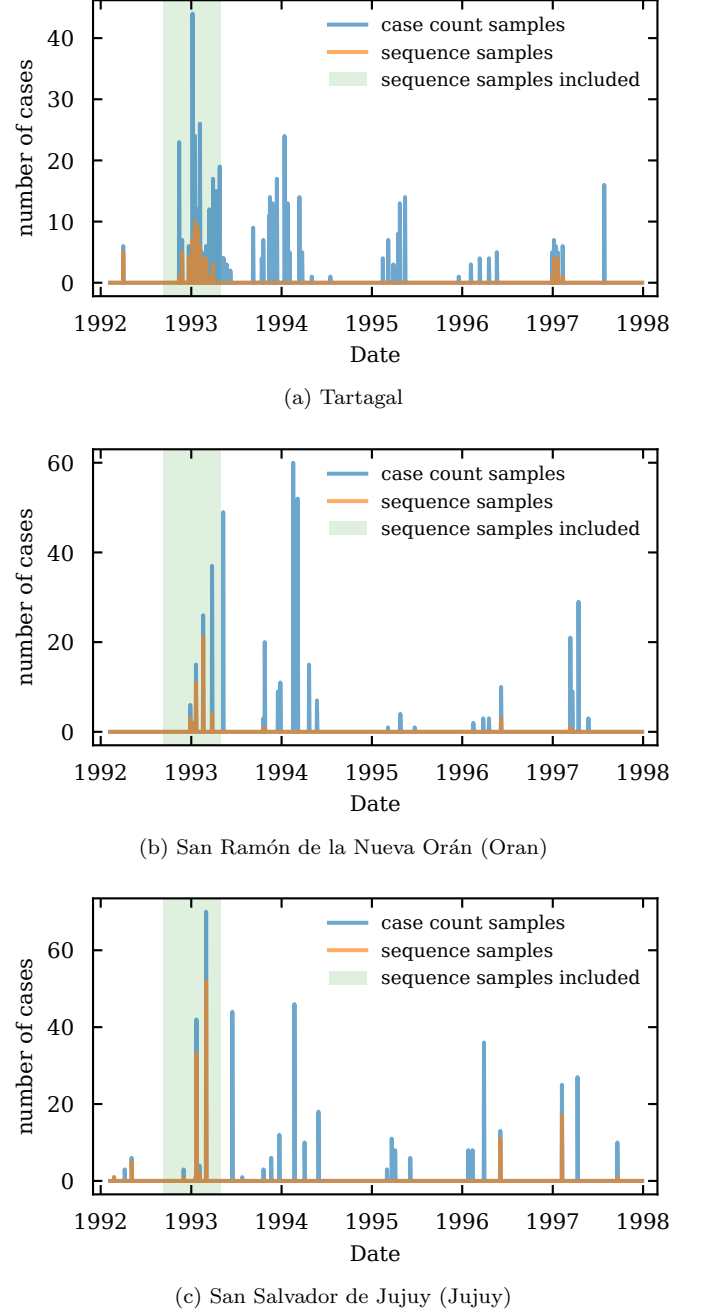 case count samples
sequence samples
sequence samples included
number of cases
40
30
20
10
0
1992 1993 1994 1995 1996 1997 1998
Date
(a) Tartagal
case count samples
sequence samples
sequence samples included
number of cases
60
40
20
0
1992 1993 1994 1995 1996 1997 1998
Date
(b) San Ramón de la Nueva Orán (Oran)
case count samples
sequence samples
sequence samples included
number of cases
60
40
20
0
1992 1993 1994 1995 1996 1997 1998
Date
(c) San Salvador de Jujuy (Jujuy)